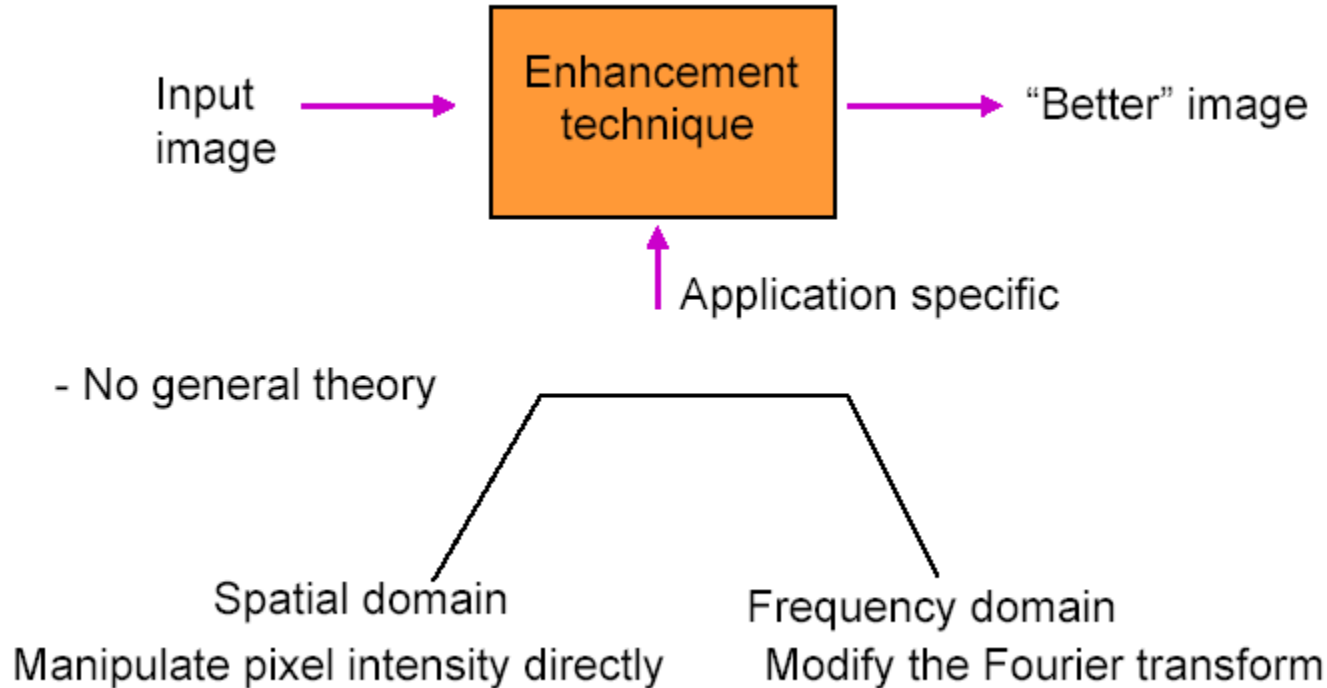 Enhancement
technique
Input
image
“Better” image
Application specific
- No general theory
Spatial domain
Frequency domain
Manipulate pixel intensity directly
Modify the Fourier transform